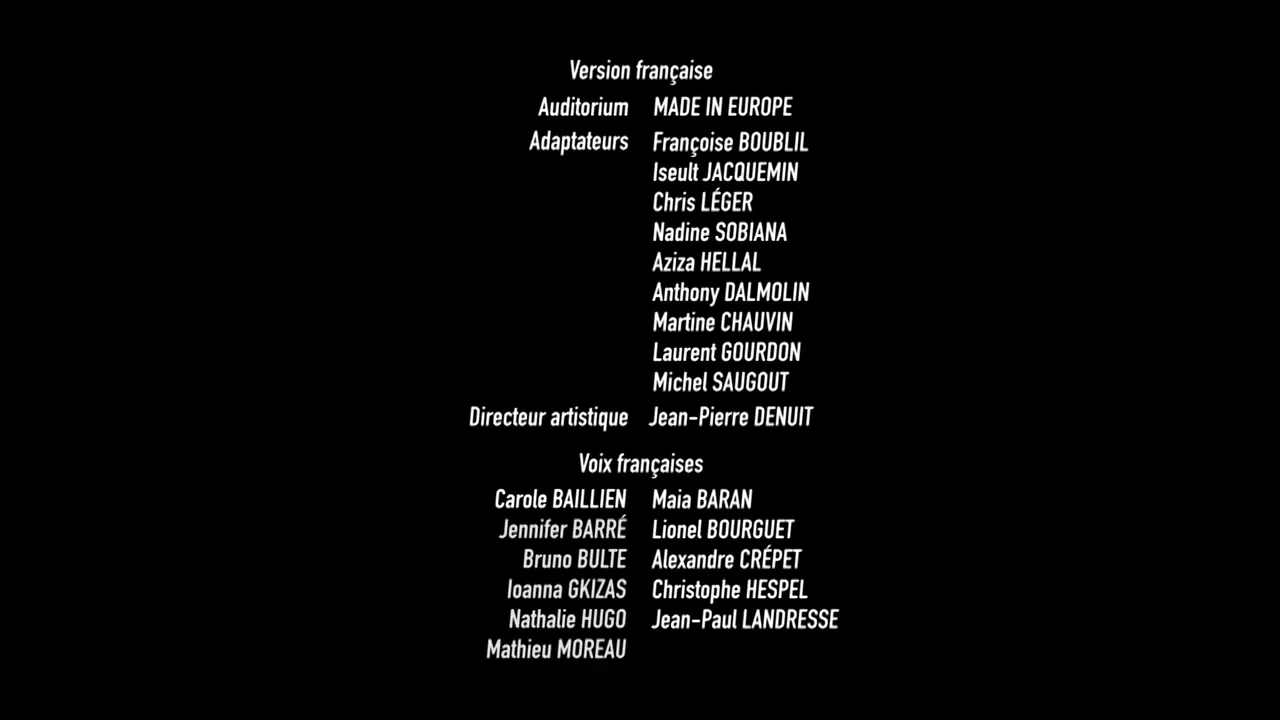 Version française
Auditorium MADE IN EUROPE
Adaptateurs Françoise BOUBLIL
Iseult JACQUEMIN
Chris LÉGER
Nadine SOBIANA
Aziza HELLAL
Anthony DALMOLIN
Martine CHAUVIN
Laurent GOURDON
Michel SAUGOUT
Directeur artistique Jean-Pierre DENUIT
Voix françaises
Carole BAILLIEN Maia BARAN
Jennifer BARRÉ Lionel BOURGUET
Bruno BULTE Alexandre CRÉPET
Ioanna GKIZAS Christophe HESPEL
Nathalie HUGO Jean-Paul LANDRESSE
Mathieu MOREAU